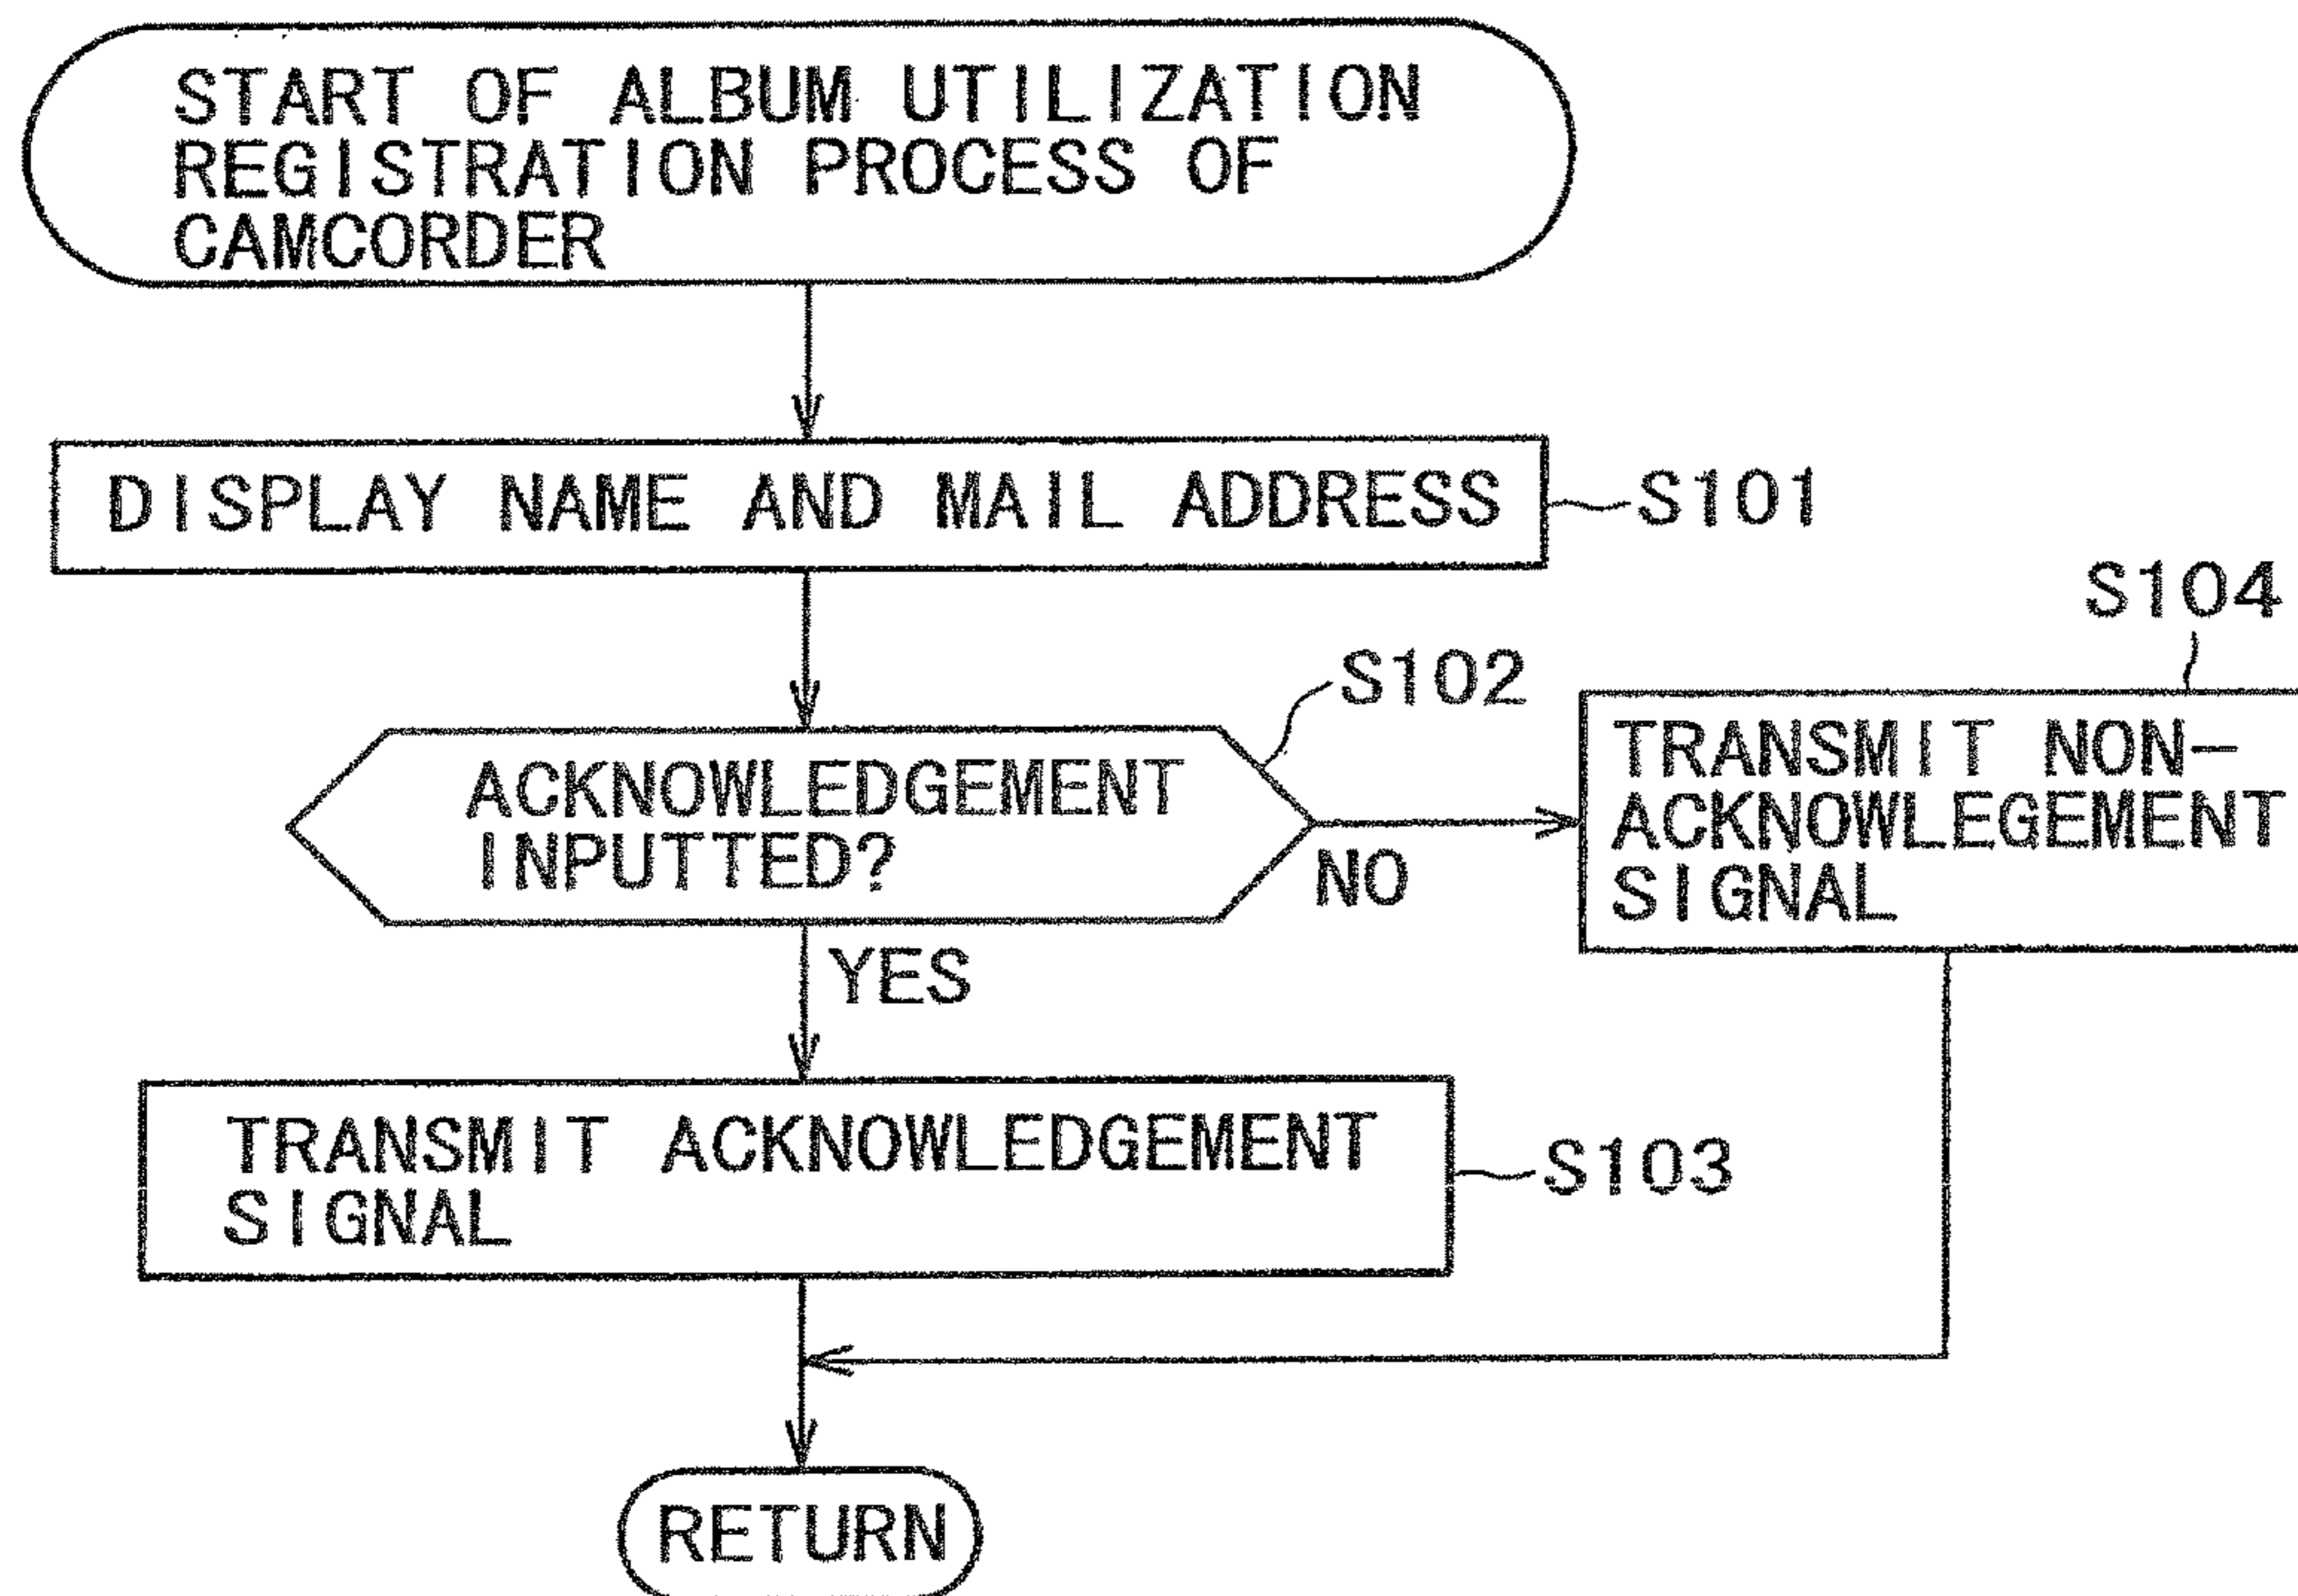 START OF ALBUM UTILIZATION
REGISTRATION PROCESS OF
CAMCORDER
DISPLAY NAME AND MAIL ADDRESS
S101
S104
S102
ACKNOWLEDGEMENT
INPUTTED?
NO
TRANSMIT NON-
ACKNOWLEGEMENT
SIGNAL
YES
TRANSMIT ACKNOWLEDGEMENT
SIGNAL
S103
RETURN